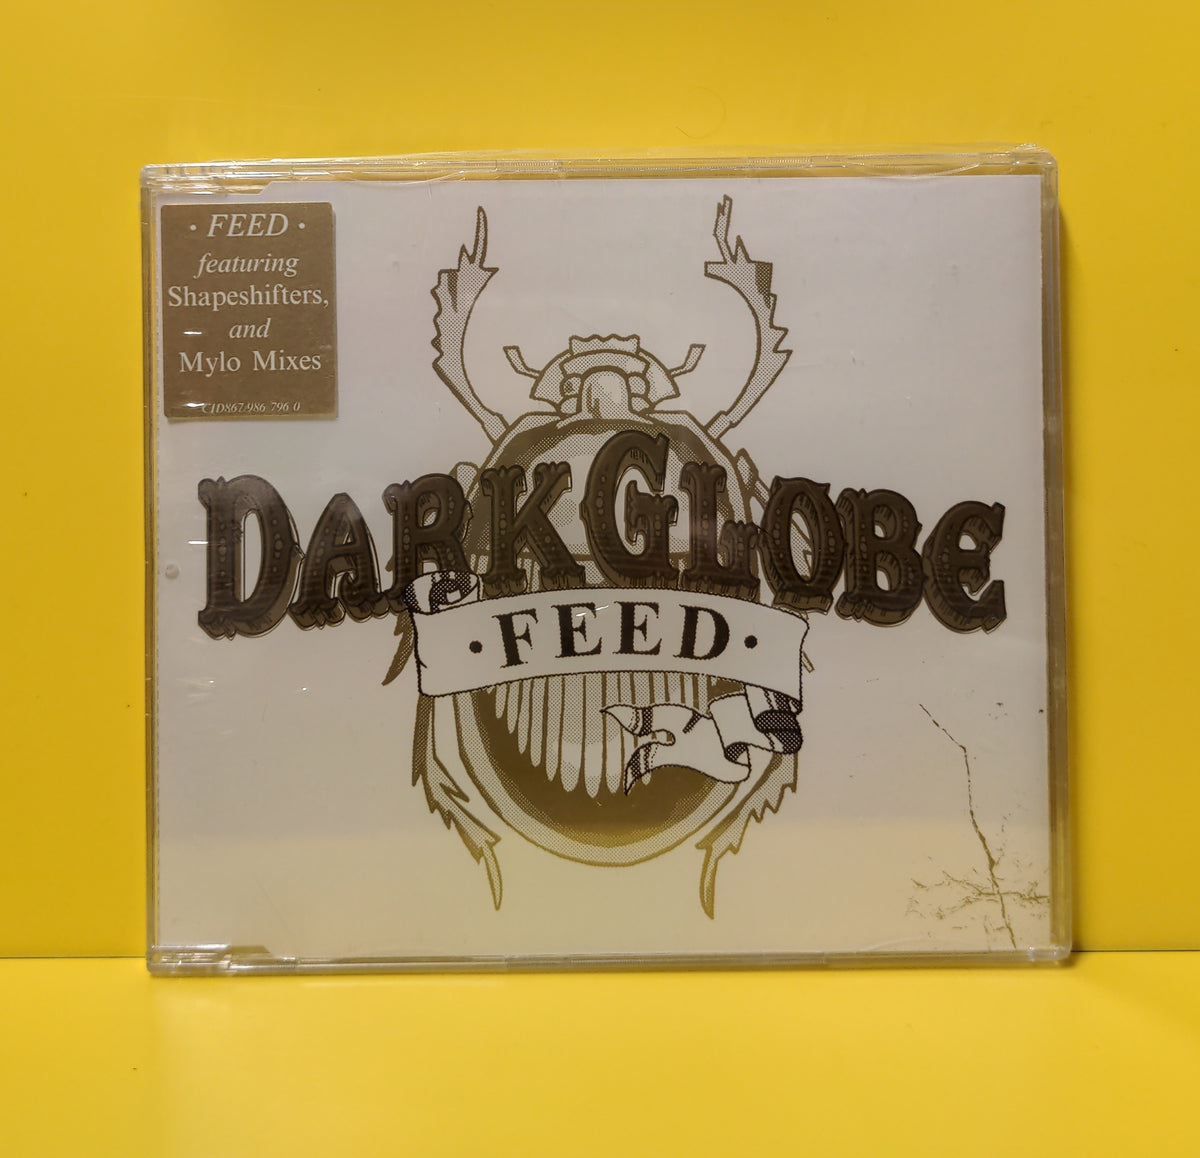 · FEED ·
featuring
Shapeshifters,
and
Mylo Mixes
CID867 986 796 0
DARKGLOBE
· FEED ·